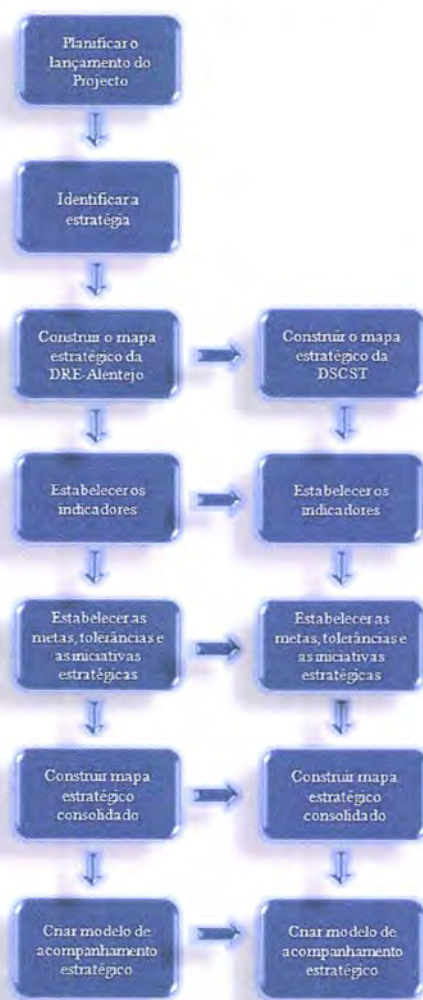 Planificar o
lançamento do
Projecto
Identificar a
estratégia
Construir o mapa
estratégico da
DRE-Alentejo
Construir o mapa
estratégico da
DSCST
Estabelecer os
indicadores
Estabelecer os
indicadores
Estabelecer as
metas, tolerâncias e
as iniciativas
estratégicas
Estabelecer as
metas, tolerâncias e
as iniciativas
estratégicas
Construir mapa
estratégico
consolidado
Construir mapa
estratégico
consolidado
Criar modelo de
acompanhamento
estratégico
Criar modelo de
acompanhamento
estratégico